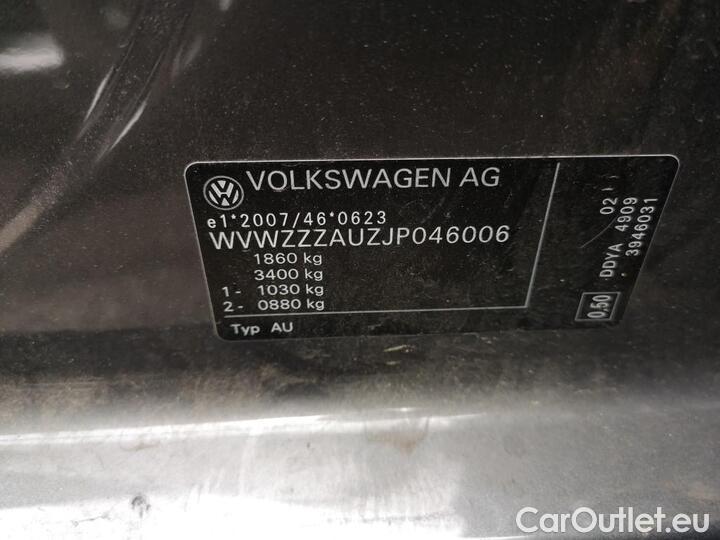 VOLKSWAGEN AG
e1*2007/46*0623
WVWZZZAUZJP046006
1860 kg
3400 kg
1- 1030 kg
2- 0880 kg
Typ AU
02
DDYA 4909
3946031
0.50
CarOutlet.eu